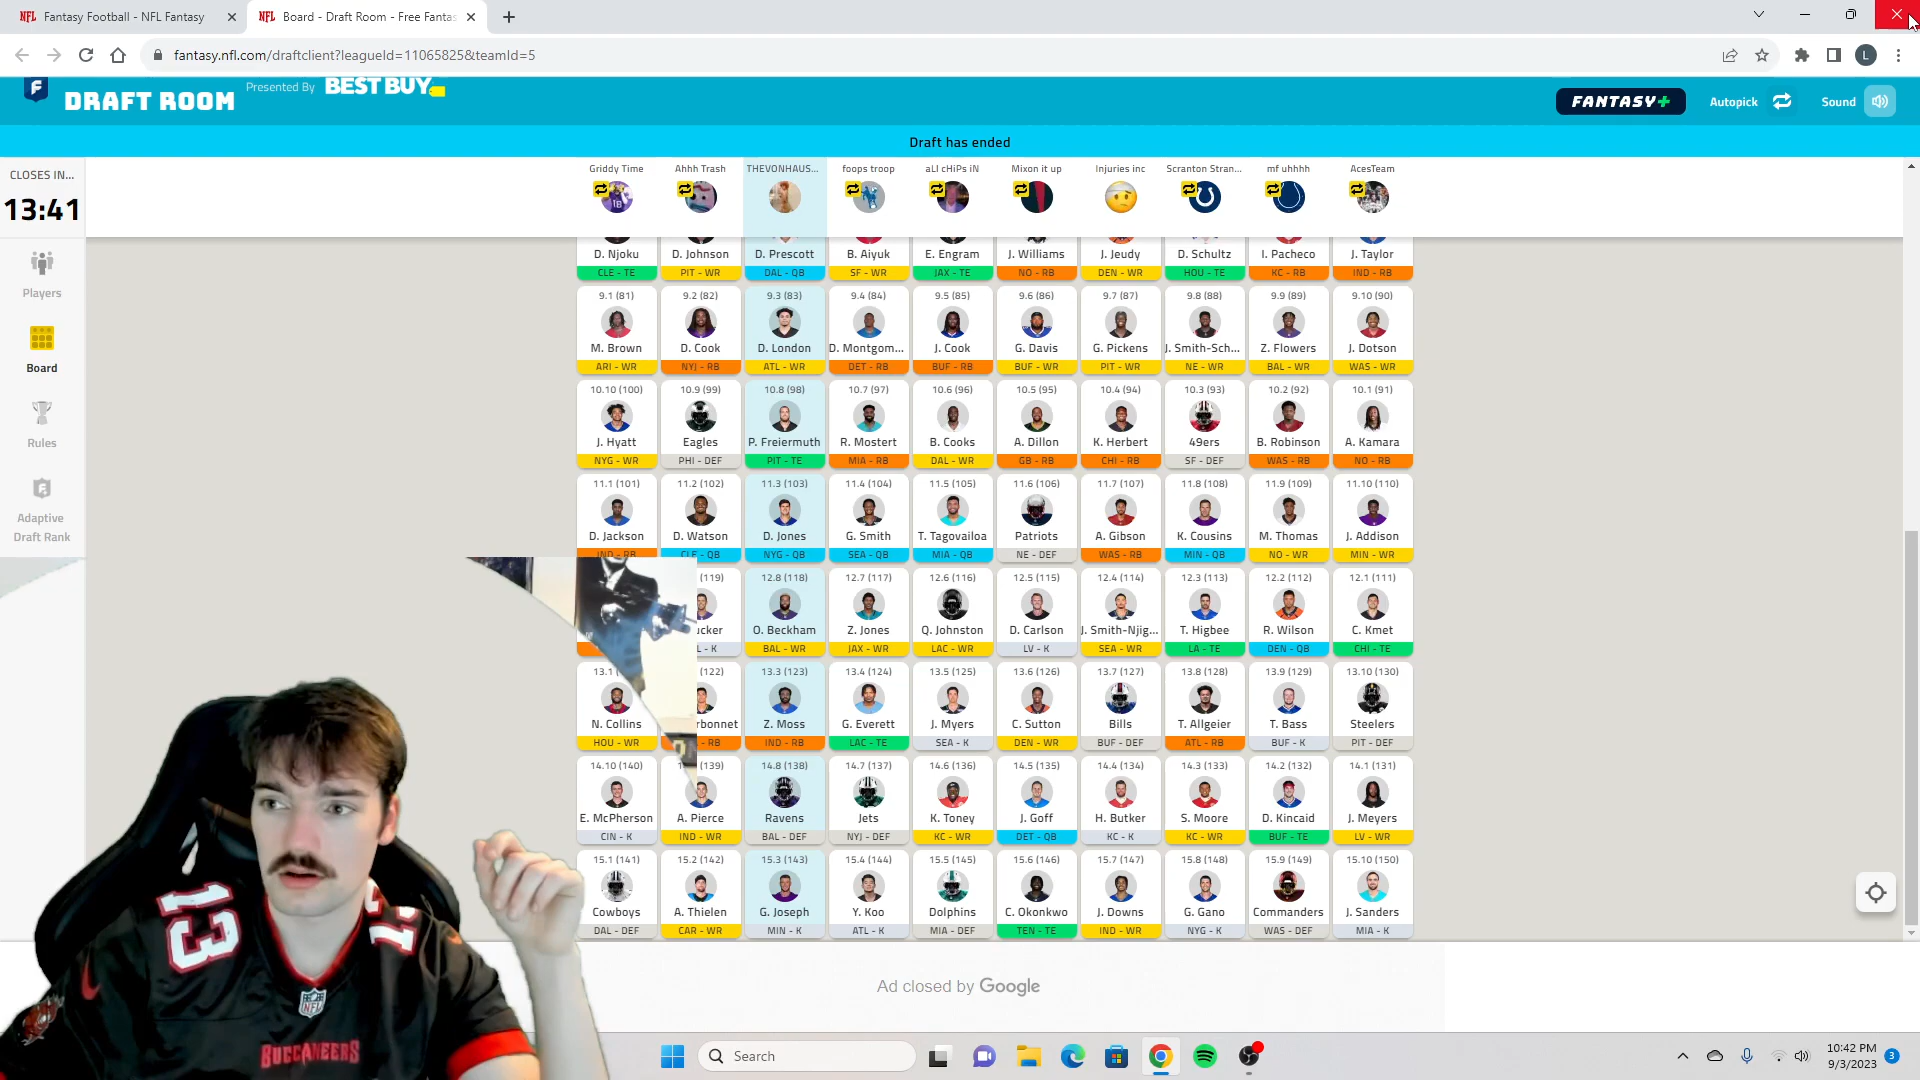 Fantasy Football - NFL Fantasy
Board - Draft Room - Free Fantas
fantasy.nfl.com/draftclient?leagueId=11065825&teamId=5
L
DRAFT ROOM
Presented By BEST BUY
FANTASY+
Autopick
Sound
Draft has ended
CLOSES IN...
13:41
Players
Board
Rules
Adaptive
Draft Rank
Griddy Time Ahhh Trash THEVONHAUS... foops troop aLl cHiPs iN Mixon it up Injuries inc Scranton Stran... mf uhhhh AcesTeam
D. Njoku D. Johnson D. Prescott B. Aiyuk E. Engram J. Williams J. Jeudy D. Schultz I. Pacheco J. Taylor
CLE - TE PIT - WR DAL - QB SF - WR JAX - TE NO - RB DEN - WR HOU - TE KC - RB IND - RB
9.1 (81) 9.2 (82) 9.3 (83) 9.4 (84) 9.5 (85) 9.6 (86) 9.7 (87) 9.8 (88) 9.9 (89) 9.10 (90)
M. Brown D. Cook D. London D. Montgom... J. Cook G. Davis G. Pickens J. Smith-Sch... Z. Flowers J. Dotson
ARI - WR NYJ - RB ATL - WR DET - RB BUF - RB BUF - WR PIT - WR NE - WR BAL - WR WAS - WR
10.10 (100) 10.9 (99) 10.8 (98) 10.7 (97) 10.6 (96) 10.5 (95) 10.4 (94) 10.3 (93) 10.2 (92) 10.1 (91)
J. Hyatt Eagles P. Freiermuth R. Mostert B. Cooks A. Dillon K. Herbert 49ers B. Robinson A. Kamara
NYG - WR PHI - DEF PIT - TE MIA - RB DAL - WR GB - RB CHI - RB SF - DEF WAS - RB NO - RB
11.1 (101) 11.2 (102) 11.3 (103) 11.4 (104) 11.5 (105) 11.6 (106) 11.7 (107) 11.8 (108) 11.9 (109) 11.10 (110)
D. Jackson D. Watson D. Jones G. Smith T. Tagovailoa Patriots A. Gibson K. Cousins M. Thomas J. Addison
IND - RB CLE - QB NYG - QB SEA - QB MIA - QB NE - DEF WAS - RB MIN - QB NO - WR MIN - WR
(119) 12.8 (118) 12.7 (117) 12.6 (116) 12.5 (115) 12.4 (114) 12.3 (113) 12.2 (112) 12.1 (111)
ucker O. Beckham Z. Jones Q. Johnston D. Carlson J. Smith-Njig... T. Higbee R. Wilson C. Kmet
L - K BAL - WR JAX - WR LAC - WR LV - K SEA - WR LA - TE DEN - QB CHI - TE
13.1 (122) 13.3 (123) 13.4 (124) 13.5 (125) 13.6 (126) 13.7 (127) 13.8 (128) 13.9 (129) 13.10 (130)
N. Collins rbonnet Z. Moss G. Everett J. Myers C. Sutton Bills T. Allgeier T. Bass Steelers
HOU - WR - RB IND - RB LAC - TE SEA - K DEN - WR BUF - DEF ATL - RB BUF - K PIT - DEF
14.10 (140) (139) 14.8 (138) 14.7 (137) 14.6 (136) 14.5 (135) 14.4 (134) 14.3 (133) 14.2 (132) 14.1 (131)
E. McPherson A. Pierce Ravens Jets K. Toney J. Goff H. Butker S. Moore D. Kincaid J. Meyers
CIN - K IND - WR BAL - DEF NYJ - DEF KC - WR DET - QB KC - K KC - WR BUF - TE LV - WR
15.1 (141) 15.2 (142) 15.3 (143) 15.4 (144) 15.5 (145) 15.6 (146) 15.7 (147) 15.8 (148) 15.9 (149) 15.10 (150)
Cowboys A. Thielen G. Joseph Y. Koo Dolphins C. Okonkwo J. Downs G. Gano Commanders J. Sanders
DAL - DEF CAR - WR MIN - K ATL - K MIA - DEF TEN - TE IND - WR NYG - K WAS - DEF MIA - K
Ad closed by Google
13
NFL
BUCCANEERS
Search
10:42 PM
9/3/2023
3